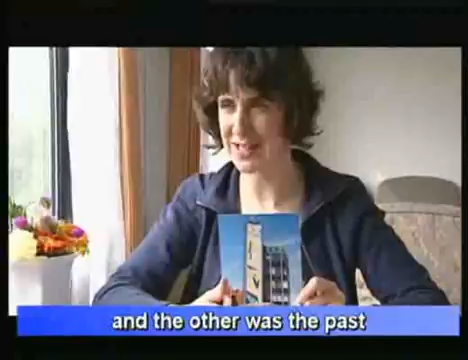 and the other was the past